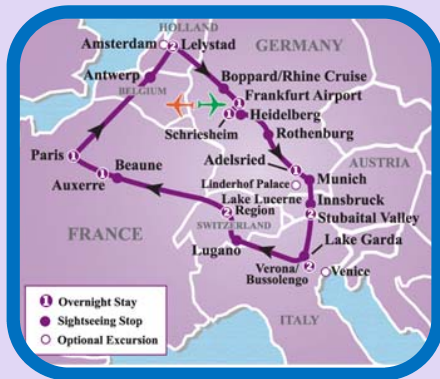 HOLLAND
Amsterdam
2
Lelystad
GERMANY
Antwerp
BELGIUM
Boppard/Rhine Cruise
1
Frankfurt Airport
1
Heidelberg
Schriesheim
Rothenburg
Paris
1
Adelsried
1
AUSTRIA
Beaune
1
Auxerre
Linderhof Palace
Munich
Lake Lucerne
Region
2
Innsbruck
2
Stubaital Valley
SWITZERLAND
FRANCE
Lugano
Lake Garda
Verona/
Bussolengo
2
Venice
ITALY
1 Overnight Stay
Sightseeing Stop
Optional Excursion